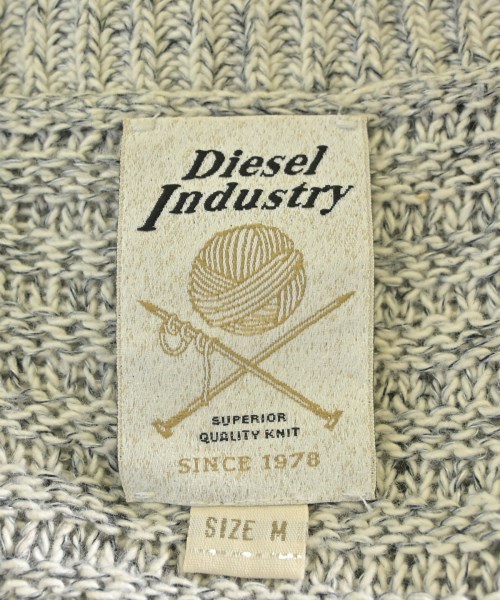 Diesel
Industry
SUPERIOR
QUALITY KNIT
SINCE 1978
SIZE M